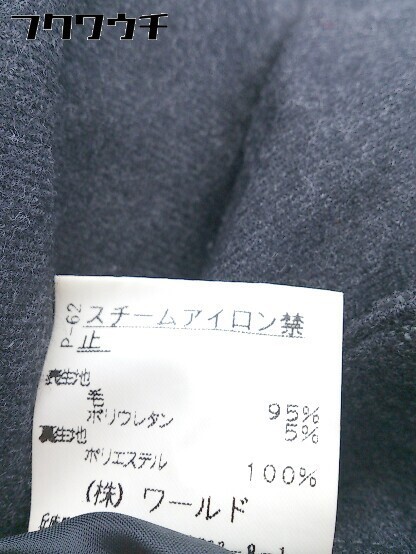 フクウウチ
P-62
スチームアイロン禁
止
表生地
毛 95%
ポリウレタン 5%
裏生地
ポリエステル 100%
(株) ワールド